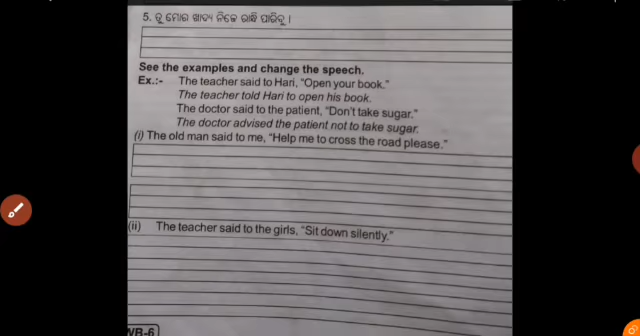 5. ତୁ ମୋର ଖାଦ୍ୟ ନିଜେ ରାନ୍ଧି ପାରିବୁ ।
See the examples and change the speech.
Ex.:- The teacher said to Hari, “Open your book.”
The teacher told Hari to open his book.
The doctor said to the patient, “Don't take sugar.”
The doctor advised the patient not to take sugar.
(i) The old man said to me, “Help me to cross the road please.”
(ii) The teacher said to the girls, “Sit down silently.”
WB-6